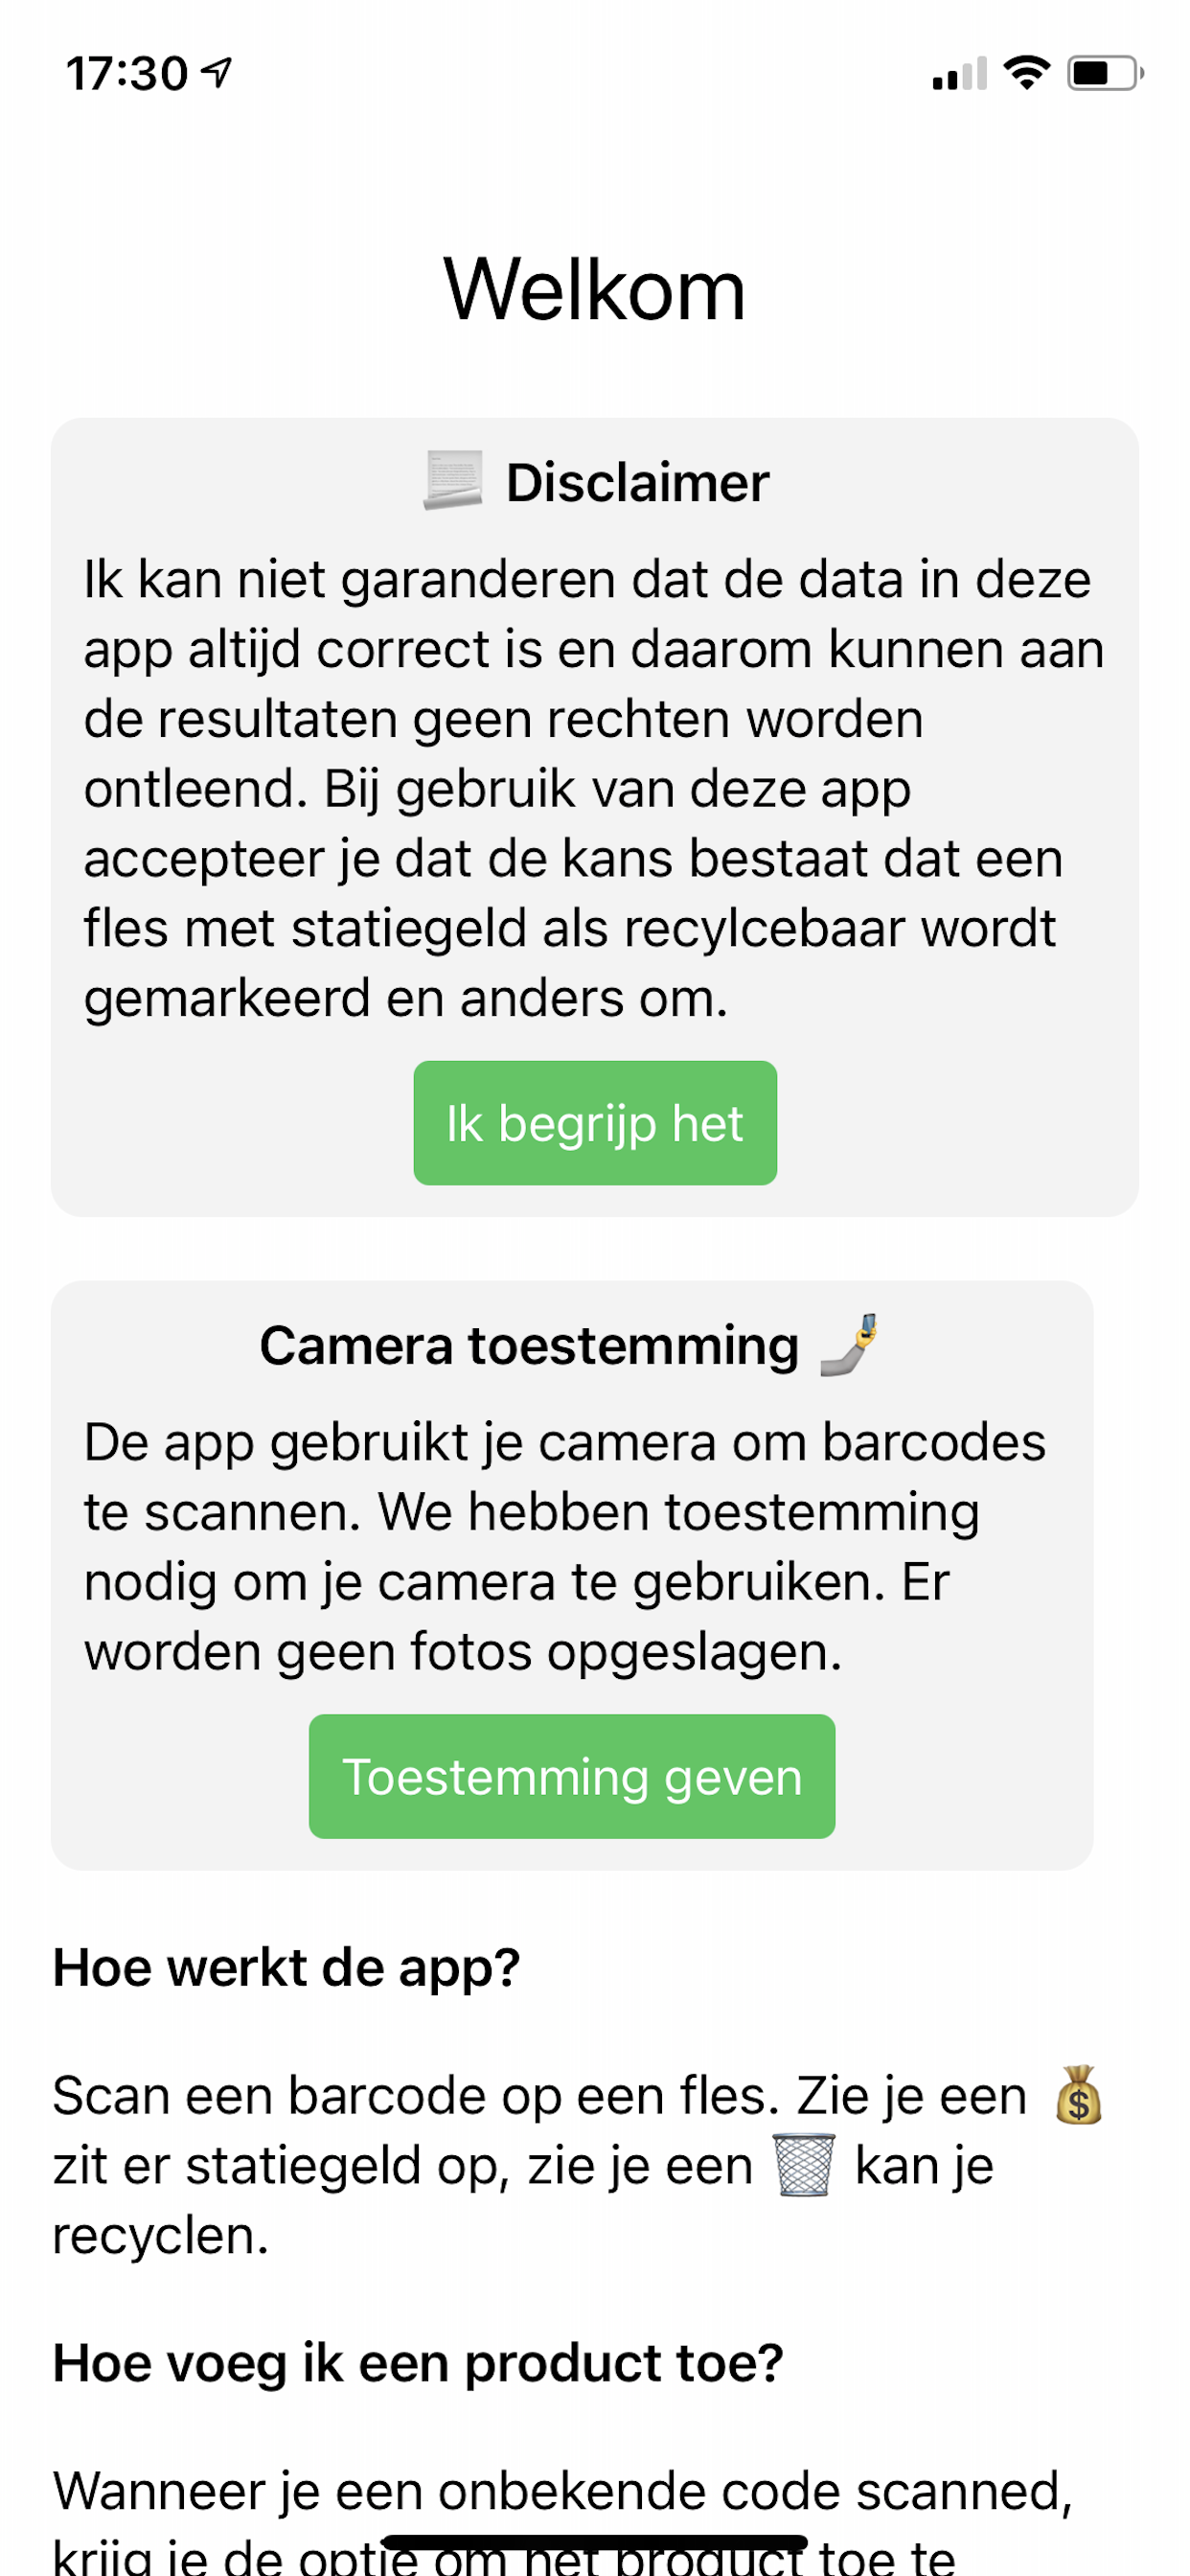 17:30
Welkom
Disclaimer
Ik kan niet garanderen dat de data in deze
app altijd correct is en daarom kunnen aan
de resultaten geen rechten worden
ontleend. Bij gebruik van deze app
accepteer je dat de kans bestaat dat een
fles met statiegeld als recylcebaar wordt
gemarkeerd en anders om.
Ik begrijp het
Camera toestemming 🤳
De app gebruikt je camera om barcodes
te scannen. We hebben toestemming
nodig om je camera te gebruiken. Er
worden geen fotos opgeslagen.
Toestemming geven
Hoe werkt de app?
Scan een barcode op een fles. Zie je een 💰
zit er statiegeld op, zie je een 🗑️ kan je
recyclen.
Hoe voeg ik een product toe?
Wanneer je een onbekende code scanned,
krijg je de optie om het product toe te